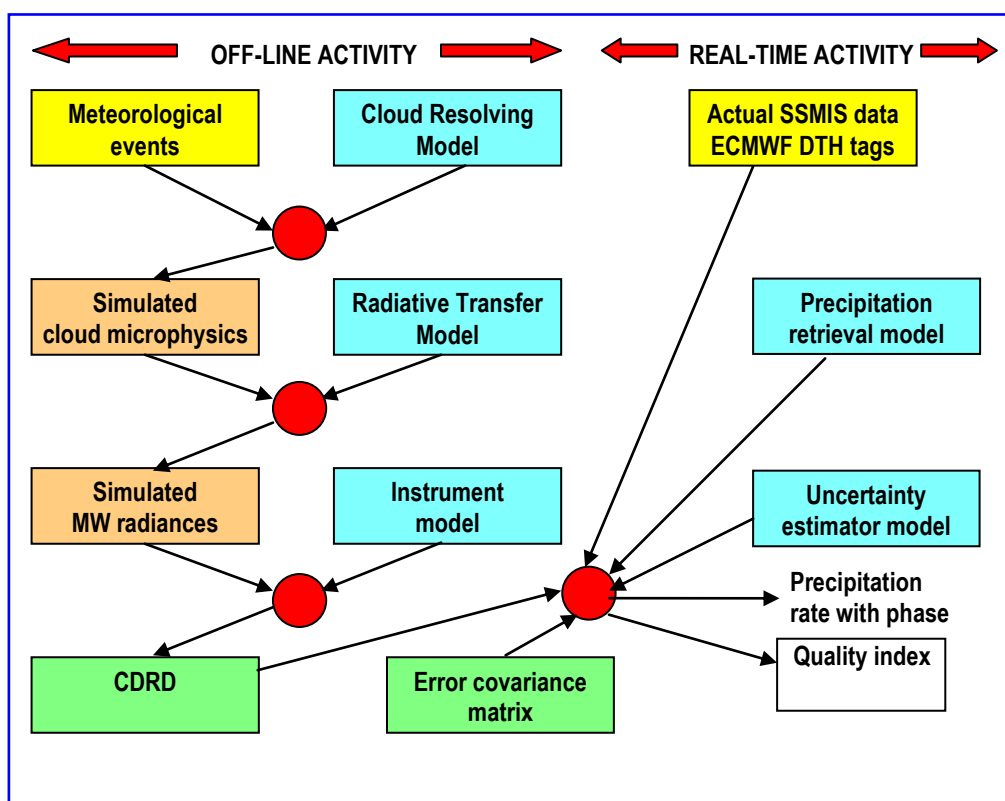 OFF-LINE ACTIVITY
REAL-TIME ACTIVITY
Meteorological
events
Cloud Resolving
Model
Actual SSMIS data
ECMWF DTH tags
Simulated
cloud microphysics
Radiative Transfer
Model
Precipitation
retrieval model
Simulated
MW radiances
Instrument
model
Uncertainty
estimator model
Precipitation
rate with phase
CDRD
Error covariance
matrix
Quality index